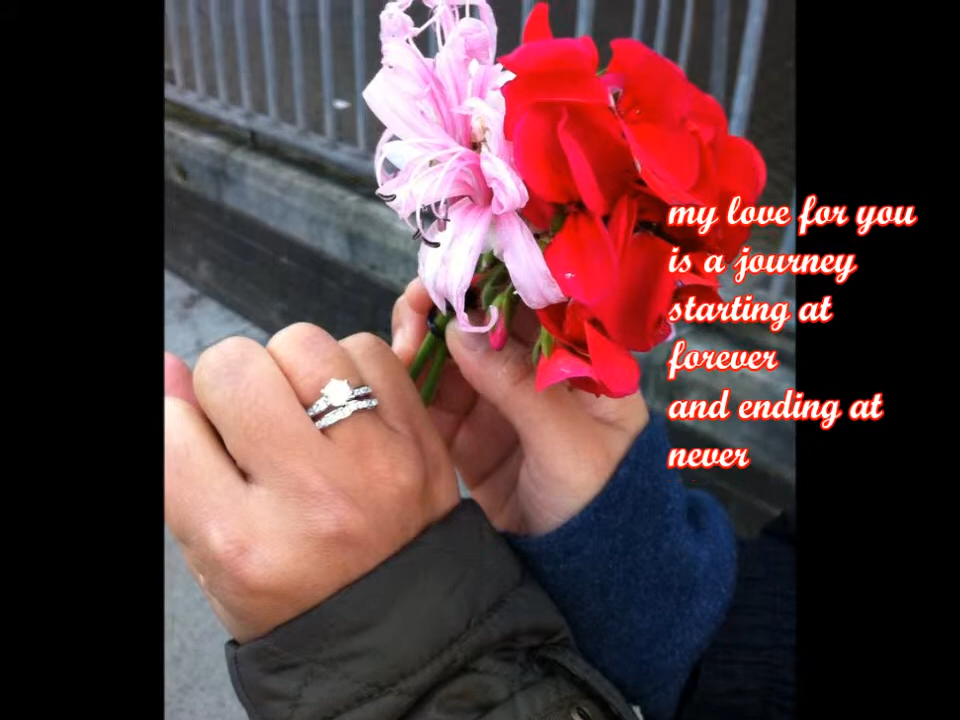 my love for you
is a journey
starting at
forever
and ending at
never